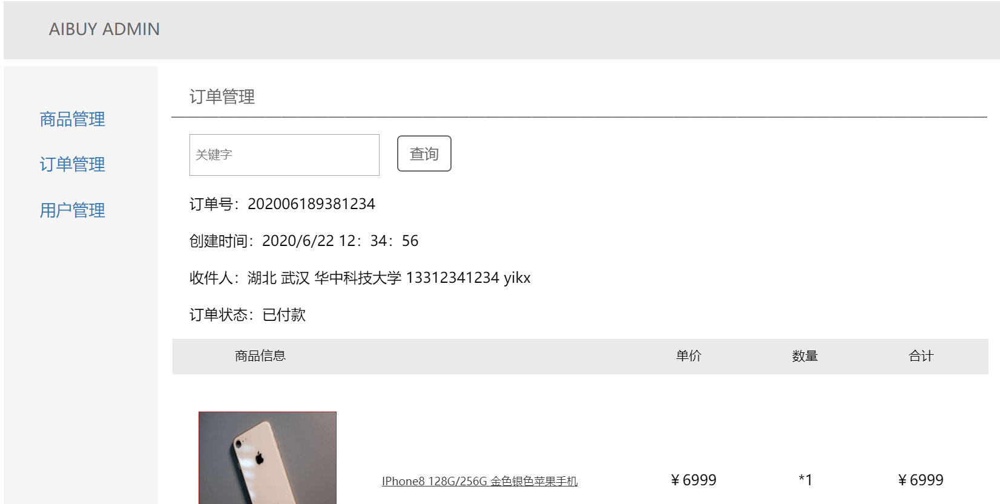 AIBUY ADMIN
商品管理
订单管理
用户管理
订单管理
关键字 查询
订单号：202006189381234
创建时间：2020/6/22 12：34：56
收件人：湖北 武汉 华中科技大学 13312341234 yikx
订单状态：已付款
商品信息 单价 数量 合计
IPhone8 128G/256G 金色银色苹果手机 ￥6999 *1 ￥6999